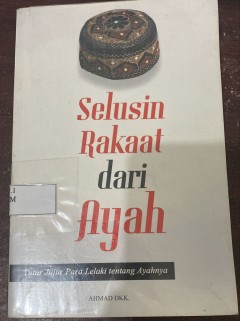 Selusin
Rakaat
dari
Ayah
Tutur Jujur Para Lelaki tentang Ayahnya
AHMAD DKK.